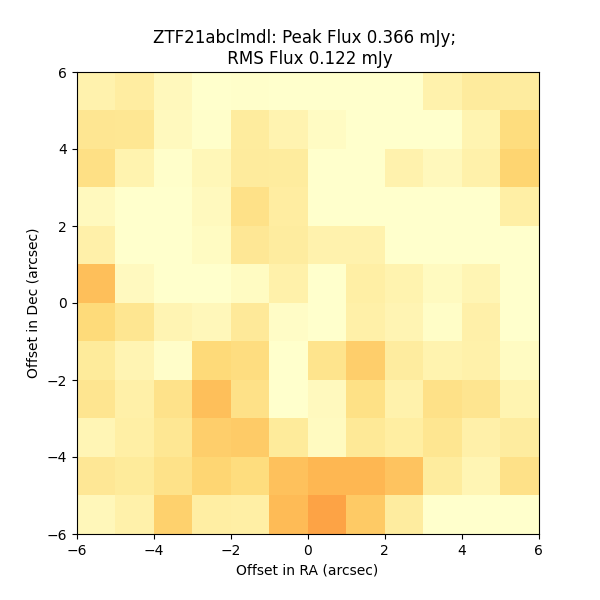 ZTF21abclmdl: Peak Flux 0.366 mJy;
RMS Flux 0.122 mJy
6
4
2
0
−2
−4
−6
Offset in Dec (arcsec)
−6 −4 −2 0 2 4 6
Offset in RA (arcsec)